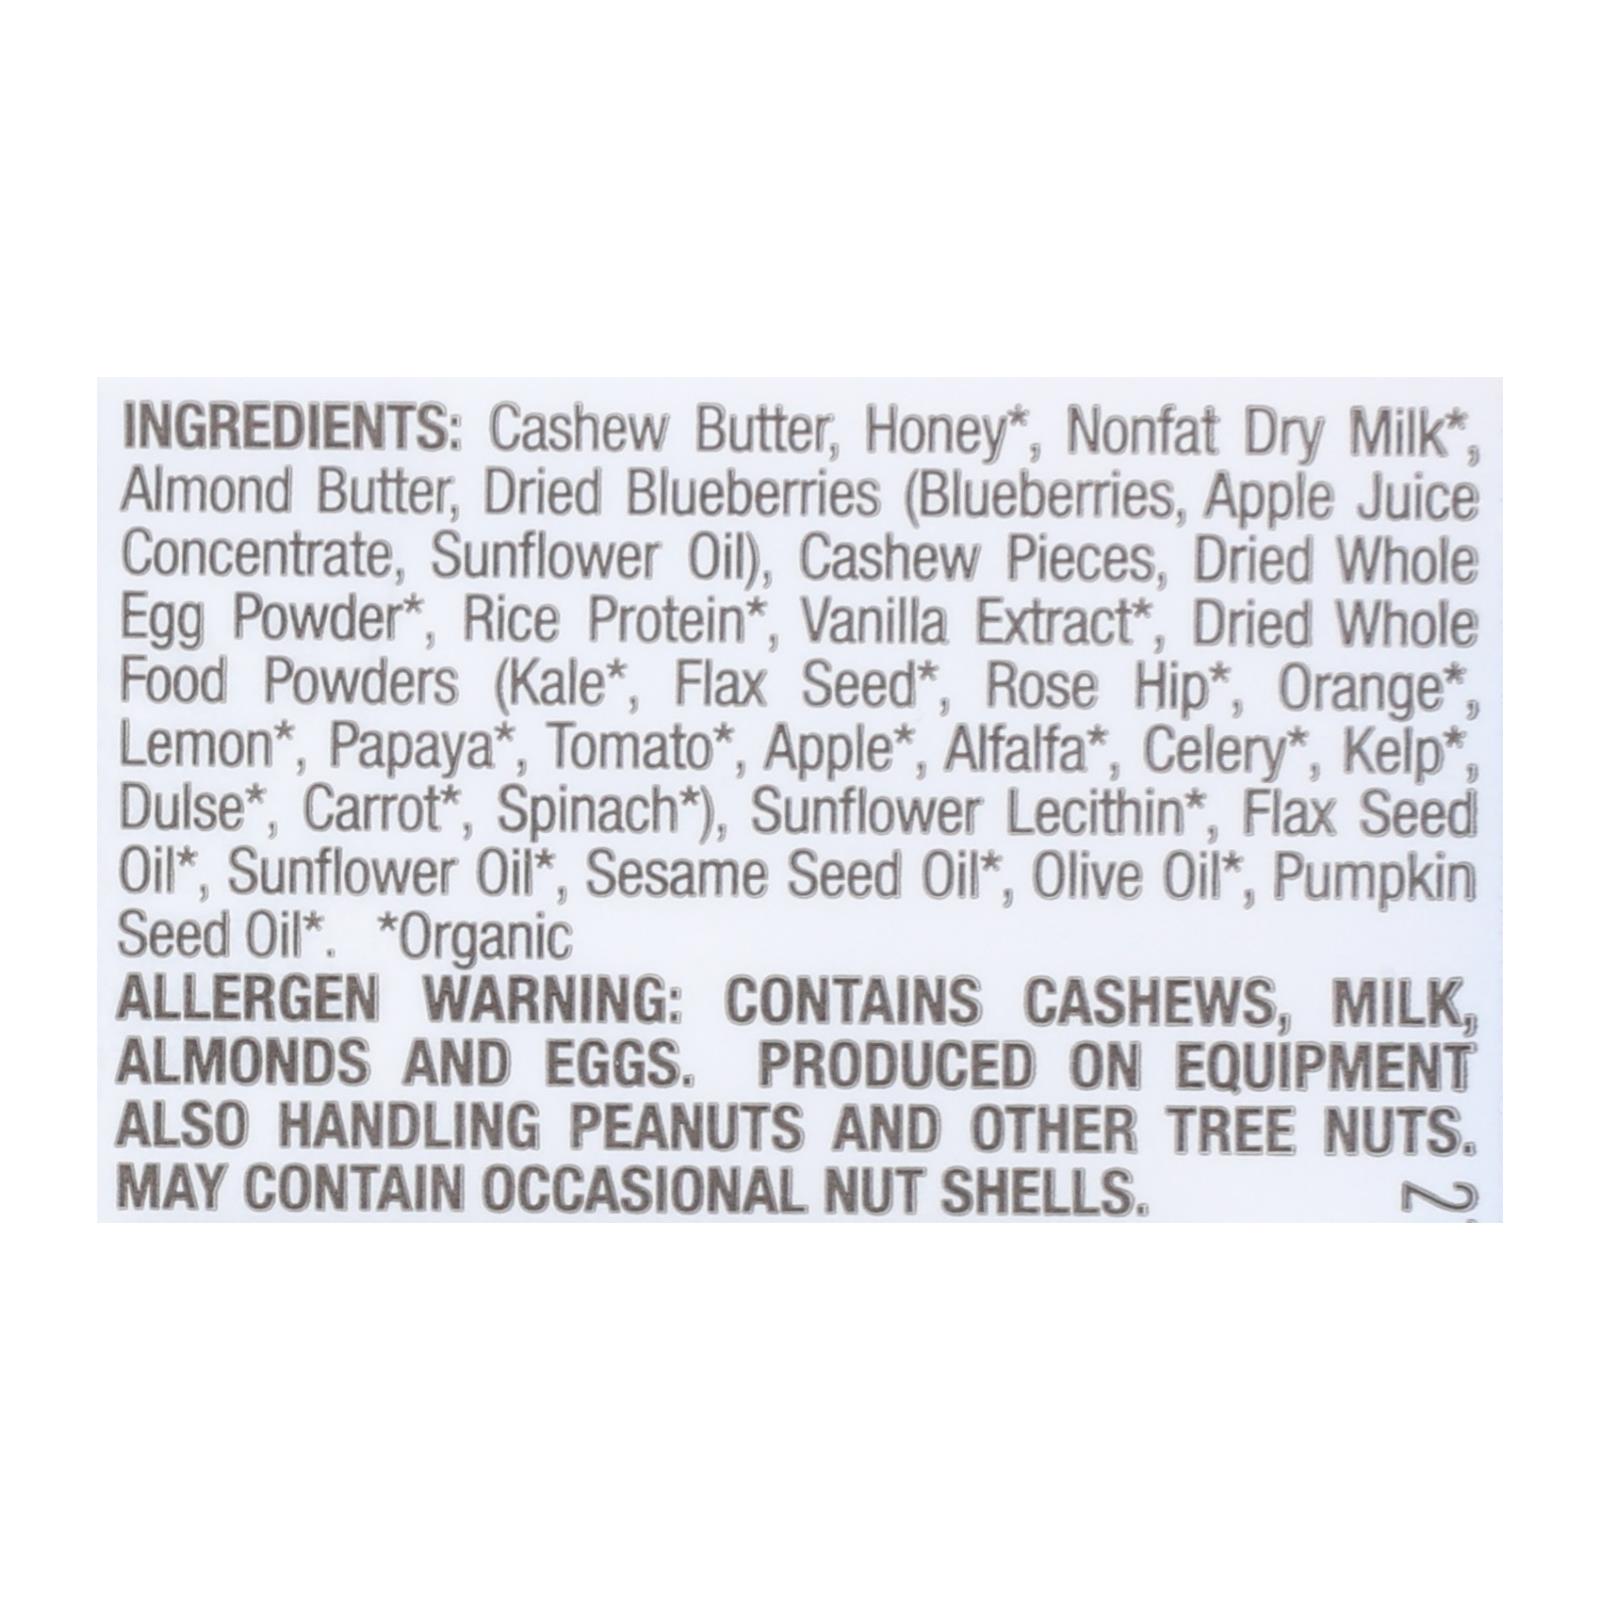 INGREDIENTS: Cashew Butter, Honey*, Nonfat Dry Milk*,
Almond Butter, Dried Blueberries (Blueberries, Apple Juice
Concentrate, Sunflower Oil), Cashew Pieces, Dried Whole
Egg Powder*, Rice Protein*, Vanilla Extract*, Dried Whole
Food Powders (Kale*, Flax Seed*, Rose Hip*, Orange*,
Lemon*, Papaya*, Tomato*, Apple*, Alfalfa*, Celery*, Kelp*,
Dulse*, Carrot*, Spinach*), Sunflower Lecithin*, Flax Seed
Oil*, Sunflower Oil*, Sesame Seed Oil*, Olive Oil*, Pumpkin
Seed Oil*. *Organic
ALLERGEN WARNING: CONTAINS CASHEWS, MILK,
ALMONDS AND EGGS. PRODUCED ON EQUIPMENT
ALSO HANDLING PEANUTS AND OTHER TREE NUTS.
MAY CONTAIN OCCASIONAL NUT SHELLS.
2